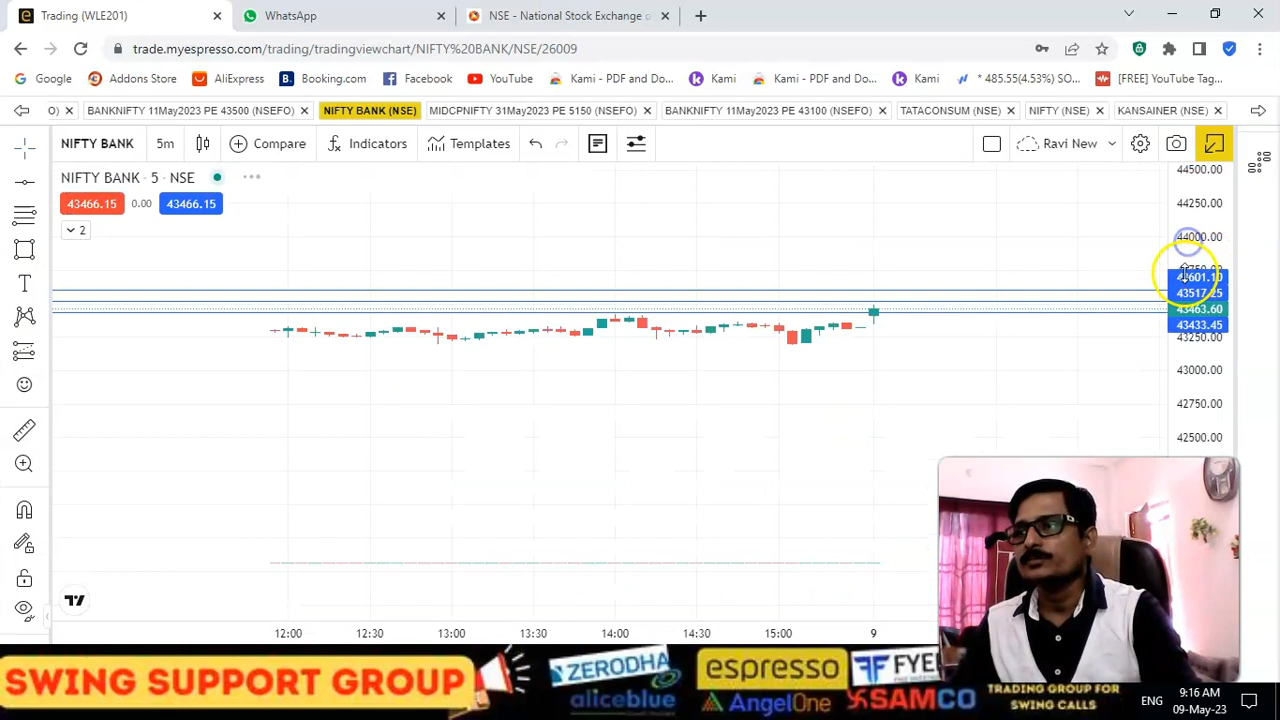 Trading (WLE201)
WhatsApp
NSE - National Stock Exchange o
trade.myespresso.com/trading/tradingviewchart/NIFTY%20BANK/NSE/26009
Google
Addons Store
AliExpress
B.
Booking.com
Facebook
YouTube
Kami - PDF and Do...
Kami
Kami - PDF and Do...
Kami
* 485.55(4.53%) SO...
[FREE] YouTube Tag...
O)
BANKNIFTY 11May2023 PE 43500 (NSEFO)
NIFTY BANK (NSE)
MIDCPNIFTY 31May2023 PE 5150 (NSEFO)
BANKNIFTY 11May2023 PE 43100 (NSEFO)
TATACONSUM (NSE)
NIFTY (NSE)
KANSAINER (NSE)
NIFTY BANK
5m
Compare
Indicators
Templates
Ravi New
NIFTY BANK · 5 · NSE
43466.15
0.00
43466.15
2
44500.00
44250.00
44000.00
43517.25
43463.60
43433.45
43250.00
43000.00
42750.00
42500.00
12:00
12:30
13:00
13:30
14:00
14:30
15:00
9
SWING SUPPORT GROUP
ZERODHA
aliceblue
espresso
AngelOne
FYE
SAMCO
TRADING GROUP FOR
SWING CALLS
ENG
9:16 AM
09-May-23